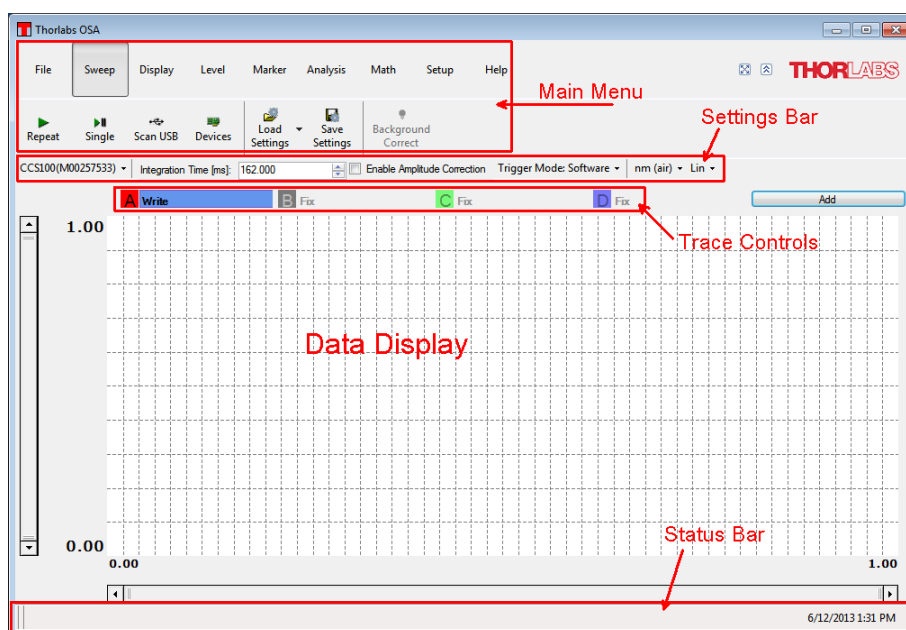 Thorlabs OSA
File Sweep Display Level Marker Analysis Math Setup Help
THORLABS
Main Menu
Repeat Single Scan USB Devices Load Settings Save Settings Background Correct
Settings Bar
CCS100(M00257533) Integration Time [ms]: 162.000 Enable Amplitude Correction Trigger Mode: Software nm (air) Lin
A Write B Fix C Fix D Fix Add
1.00
Trace Controls
Data Display
Status Bar
0.00
0.00 1.00
6/12/2013 1:31 PM